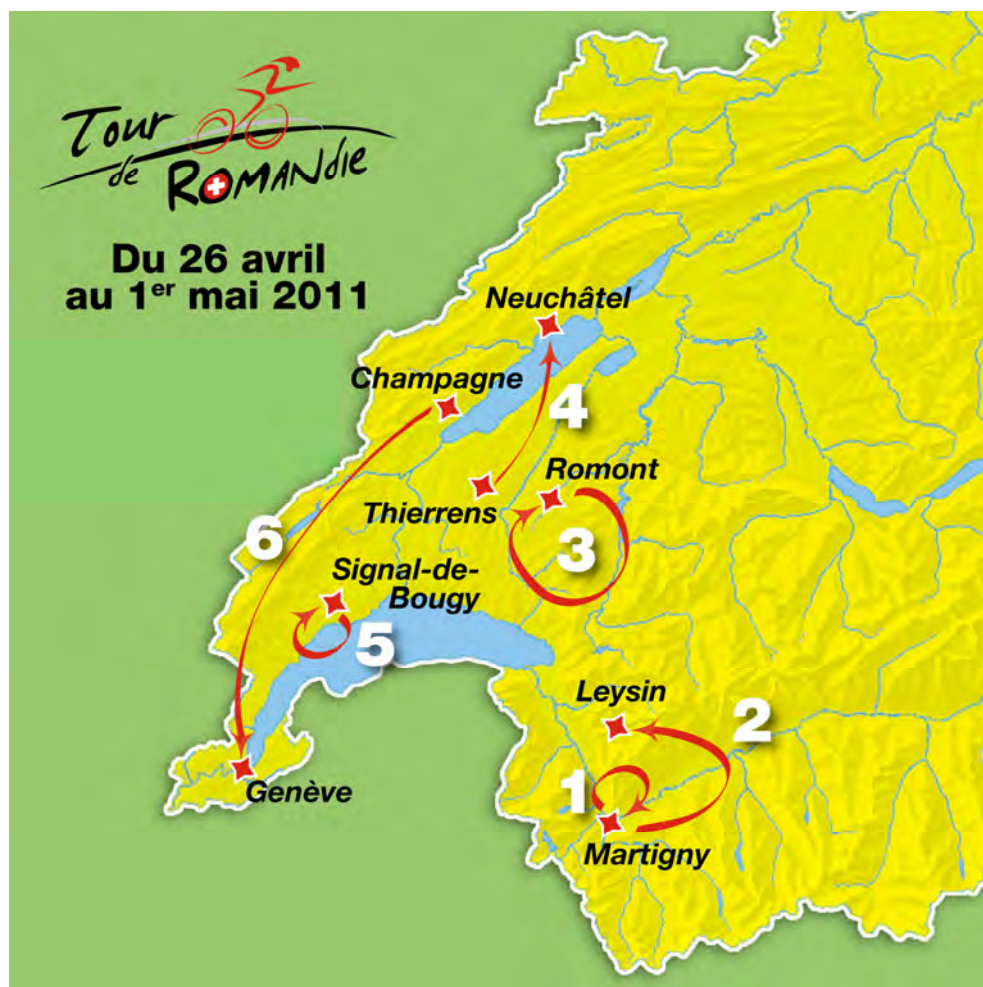 Tour
de ROMANDIE
Du 26 avril
au 1er mai 2011
Neuchâtel
Champagne
4
Romont
Thierrens
6
3
Signal-de-
Bougy
5
Leysin
2
1
Genève
Martigny